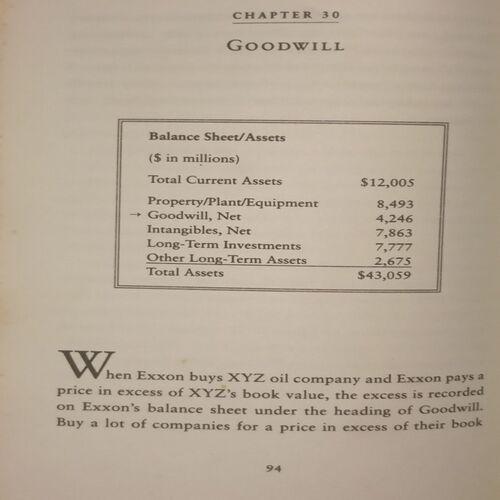 CHAPTER 30
GOODWILL
Balance Sheet/Assets
($ in millions)
Total Current Assets $12,005
Property/Plant/Equipment 8,493
→ Goodwill, Net 4,246
Intangibles, Net 7,863
Long-Term Investments 7,777
Other Long-Term Assets 2,675
Total Assets $43,059
When Exxon buys XYZ oil company and Exxon pays a
price in excess of XYZ's book value, the excess is recorded
on Exxon's balance sheet under the heading of Goodwill.
Buy a lot of companies for a price in excess of their book
94